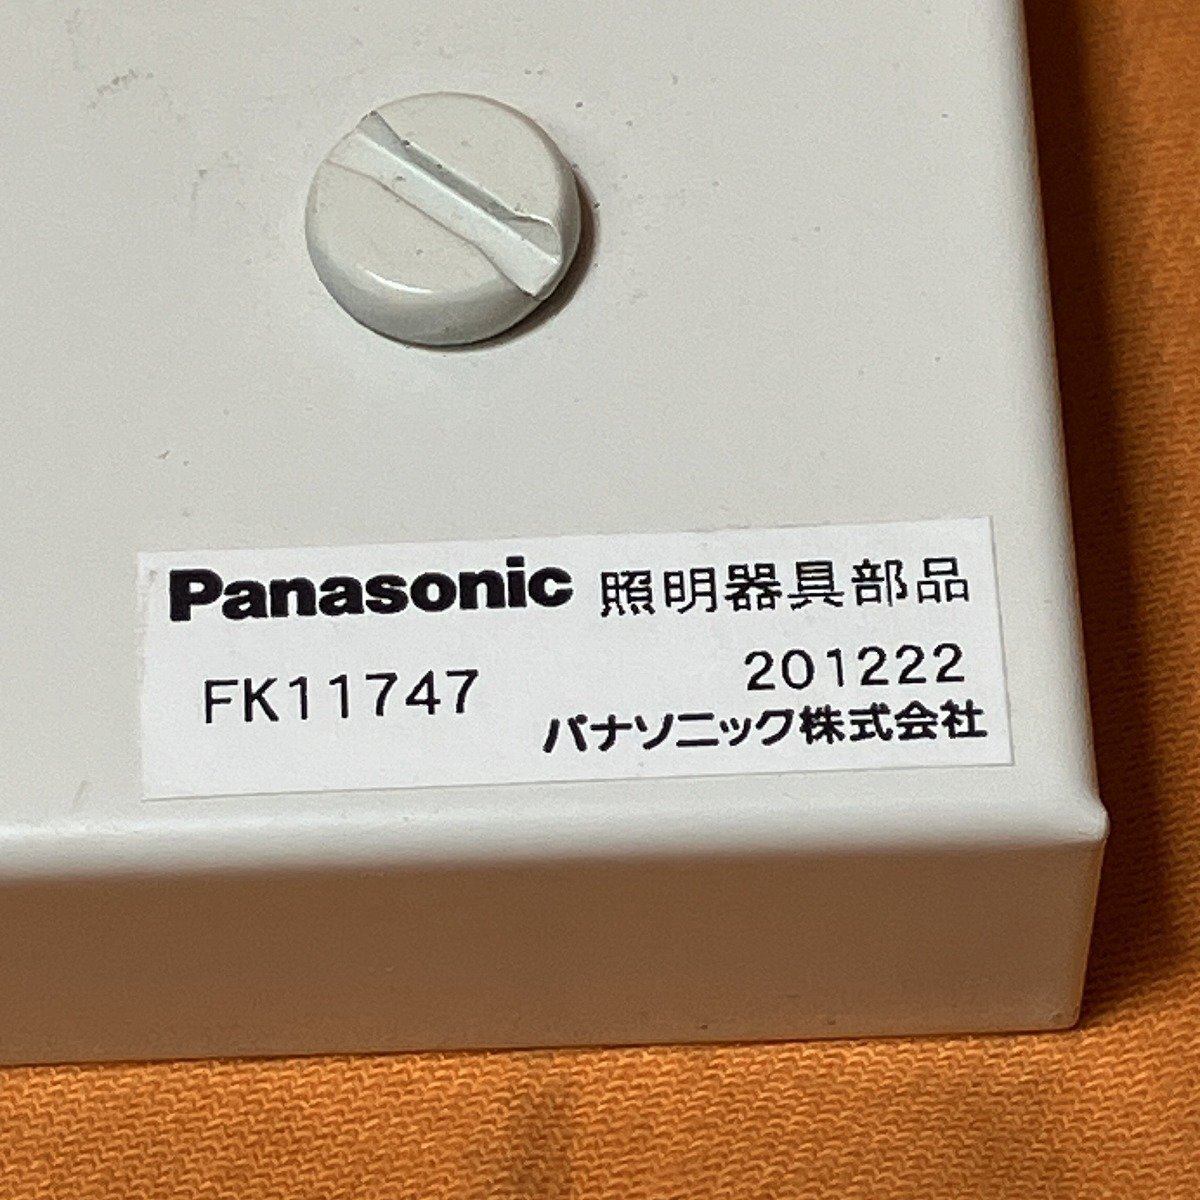 Panasonic 照明器具部品
FK11747 201222
パナソニック株式会社